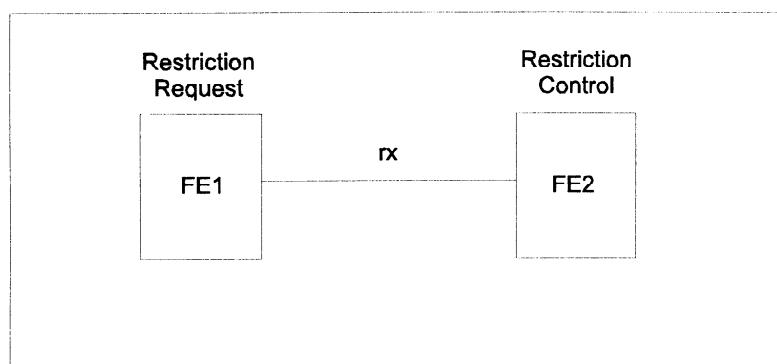 Restriction
Request
Restriction
Control
rx
FE1
FE2